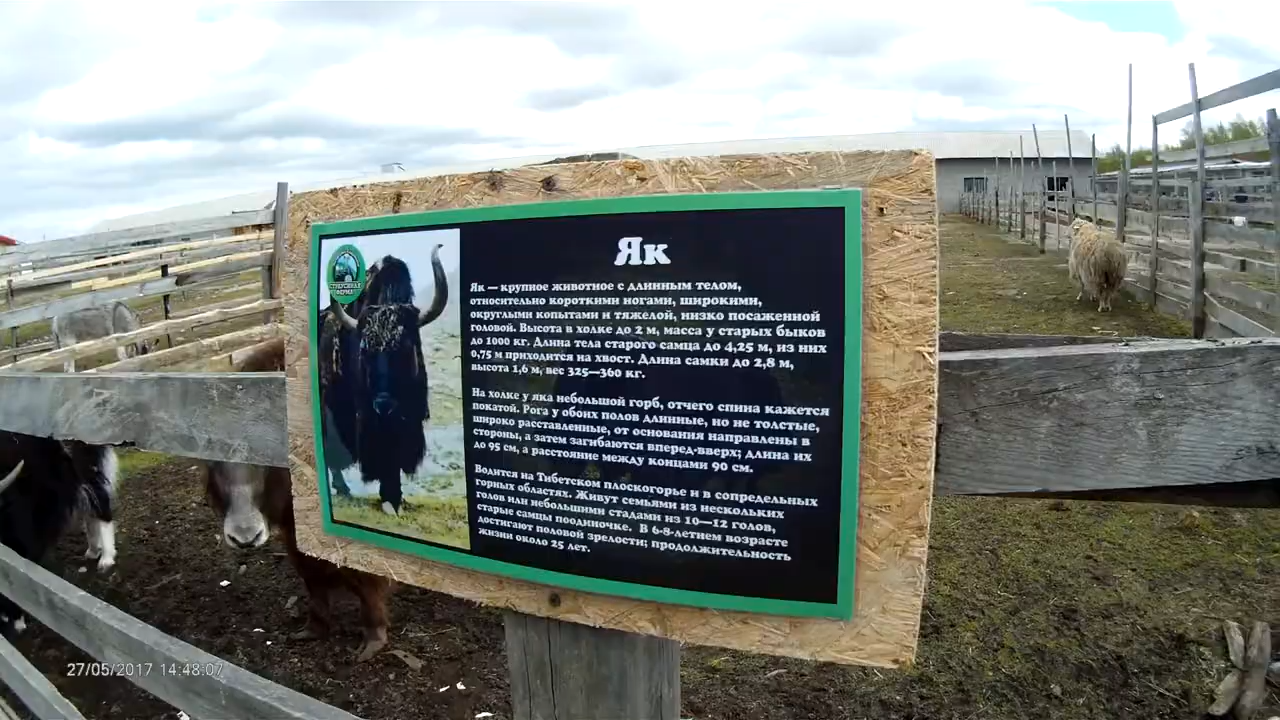 СТРАУСИНАЯ
ФЕРМА
Як
Як — крупное животное с длинным телом,
относительно короткими ногами, широкими,
округлыми копытами и тяжелой, низко посаженной
головой. Высота в холке до 2 м, масса у старых быков
до 1000 кг. Длина тела старого самца до 4,25 м, из них
0,75 м приходится на хвост. Длина самки до 2,8 м,
высота 1,6 м, вес 325—360 кг.
На холке у яка небольшой горб, отчего спина кажется
покатой. Рога у обоих полов длинные, но не толстые,
широко расставленные, от основания направлены в
стороны, а затем загибаются вперед-вверх; длина их
до 95 см, а расстояние между концами 90 см.
Водится на Тибетском плоскогорье и в сопредельных
горных областях. Живут семьями из нескольких
голов или небольшими стадами из 10—12 голов,
старые самцы поодиночке. В 6-8-летнем возрасте
достигают половой зрелости; продолжительность
жизни около 25 лет.
27/05/2017 14:48:07